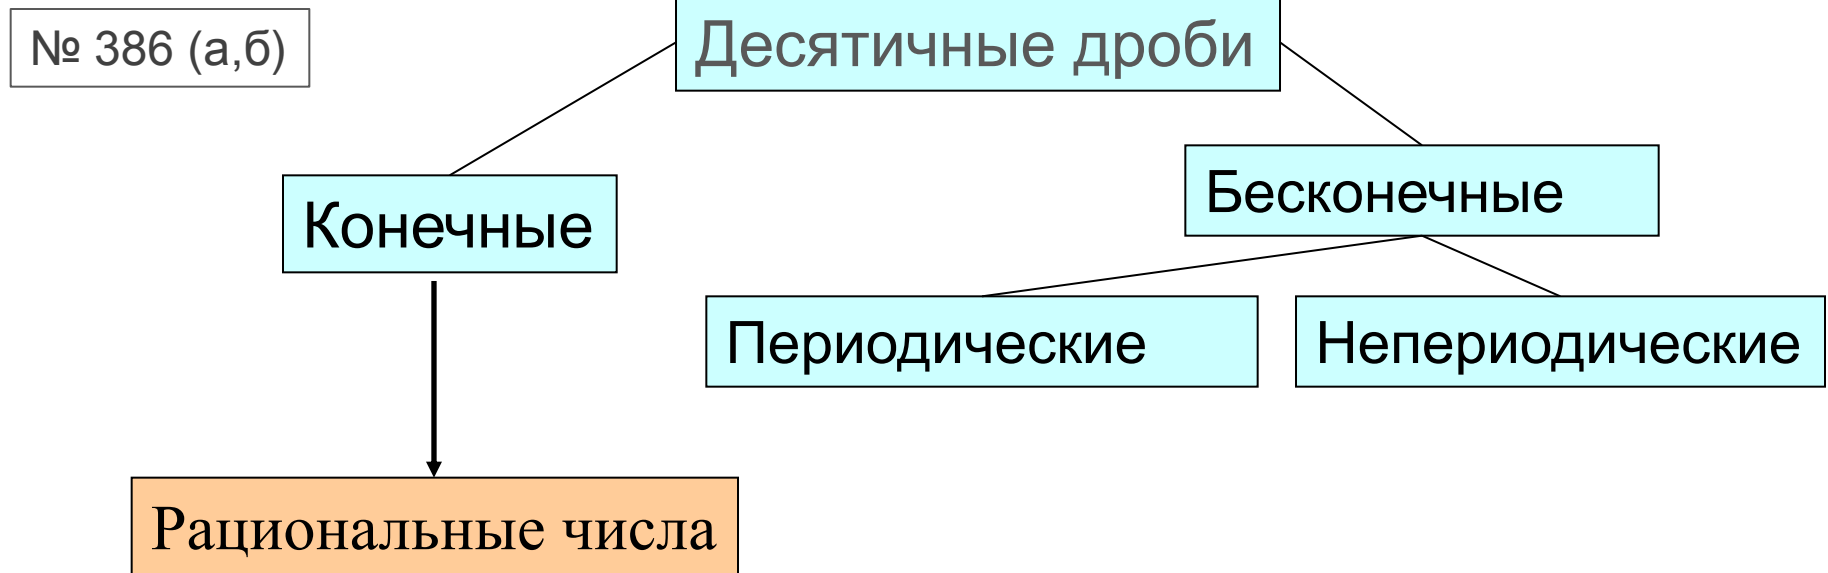 № 386 (а,б)
Десятичные дроби
Конечные
Бесконечные
Периодические
Непериодические
Рациональные числа